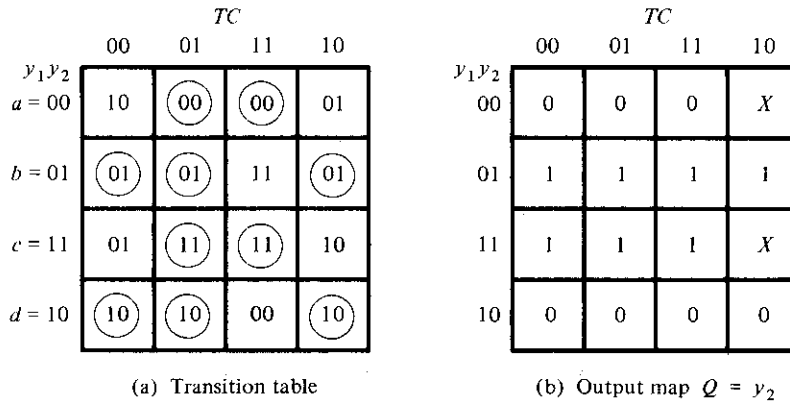 TC TC
00 01 11 10 00 01 11 10
y₁y₂ y₁y₂
a = 00 10 00 00 01 00 0 0 0 X
b = 01 01 01 11 01 01 1 1 1 1
c = 11 01 11 11 10 11 1 1 1 X
d = 10 10 10 00 10 10 0 0 0 0
(a) Transition table (b) Output map Q = y₂